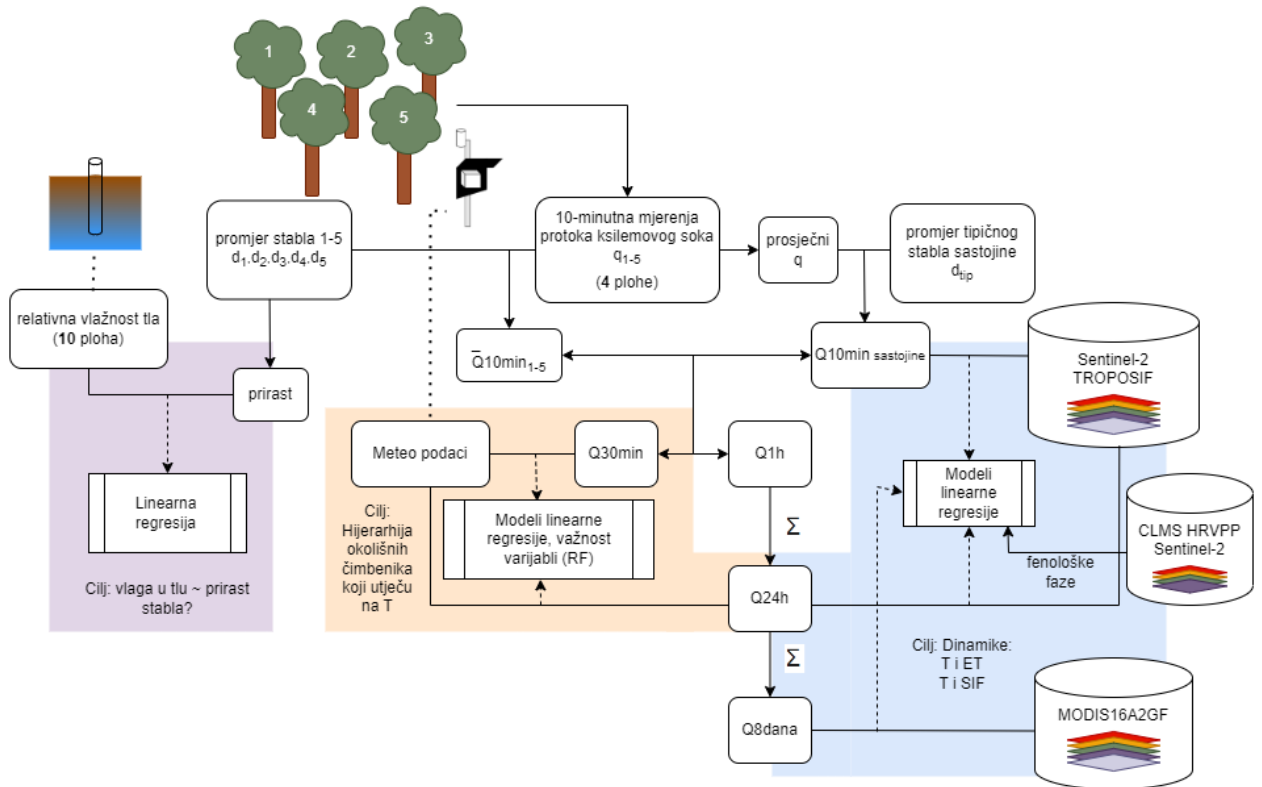 1
2
3
4
5
promjer stabla 1-5
d1.d2.d3.d4.d5
10-minutna mjerenja
protoka ksilemovog soka
q1-5
(4 plohe)
prosječni
q
promjer tipičnog
stabla sastojine
dtip
relativna vlažnost tla
(10 ploha)
prirast
Q̅10min1-5
Q10min sastojine
Sentinel-2
TROPOSIF
Meteo podaci
Q30min
Q1h
Linearna
regresija
Cilj: vlaga u tlu ~ prirast
stabla?
Cilj:
Hijerarhija
okolišnih
čimbenika
koji utječu
na T
Modeli linearne
regresije, važnost
varijabli (RF)
Σ
Modeli
linearne
regresije
CLMS HRVPP
Sentinel-2
fenološke
faze
Q24h
Σ
Cilj: Dinamike:
T i ET
T i SIF
Q8dana
MODIS16A2GF